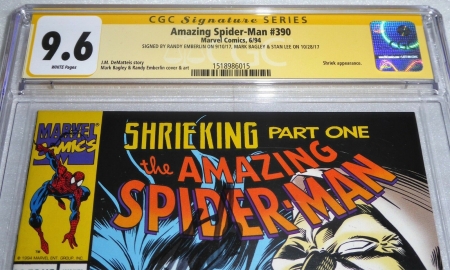 CGC Signature SERIES
Amazing Spider-Man #390
Marvel Comics, 6/94
SIGNED BY RANDY EMBERLIN ON 9/10/17, MARK BAGLEY & STAN LEE ON 10/28/17
9.6
WHITE Pages
J.M. DeMatteis story
Mark Bagley & Randy Emberlin cover & art
Shriek appearance.
1518986015
MARVEL
COMICS
SHRIEKING PART ONE
the AMAZING
SPIDER-MAN